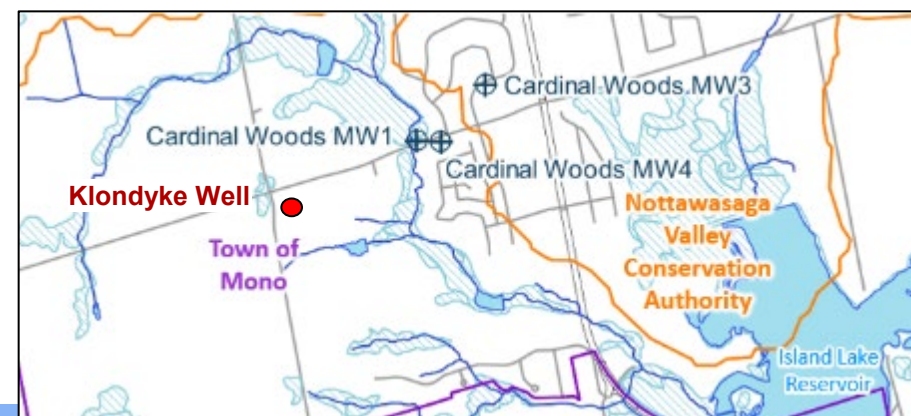 Cardinal Woods MW3
Cardinal Woods MW1
Cardinal Woods MW4
Klondyke Well
Nottawasaga
Valley
Conservation
Authority
Town of
Mono
Island Lake
Reservoir